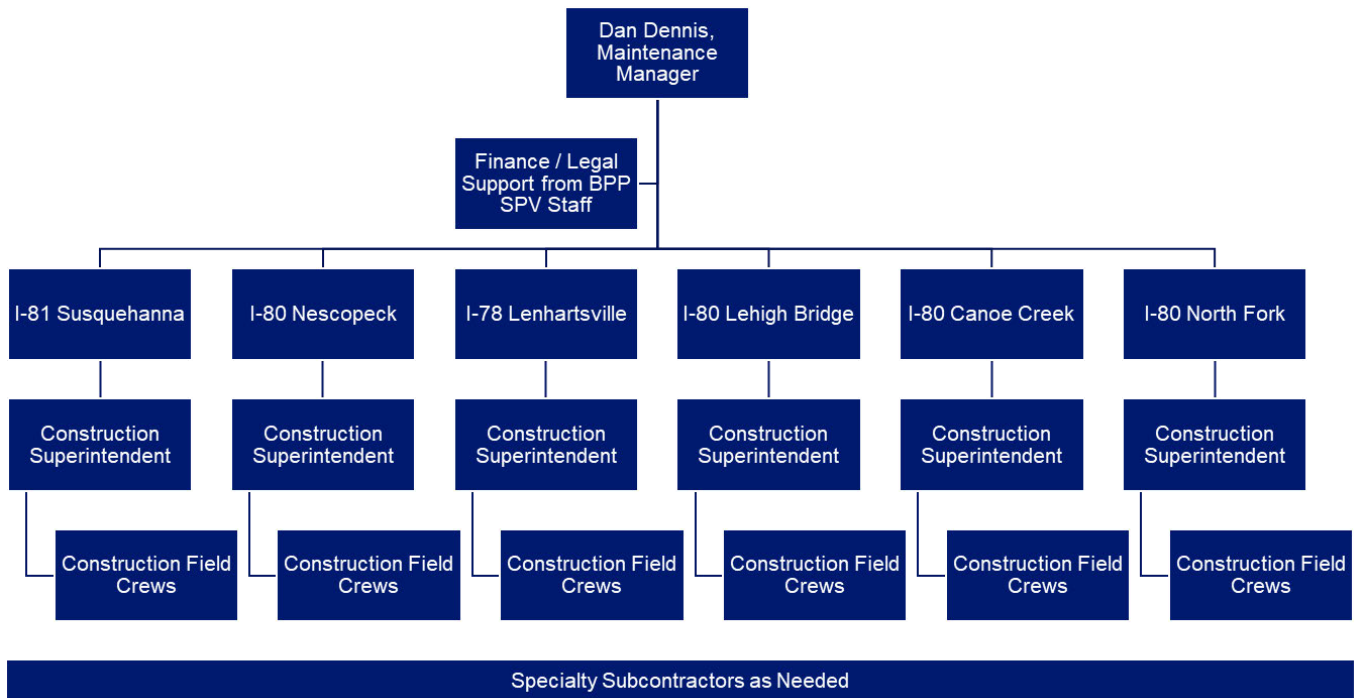 Dan Dennis,
Maintenance
Manager
Finance / Legal
Support from BPP
SPV Staff
I-81 Susquehanna
I-80 Nescopeck
I-78 Lenhartsville
I-80 Lehigh Bridge
I-80 Canoe Creek
I-80 North Fork
Construction
Superintendent
Construction
Superintendent
Construction
Superintendent
Construction
Superintendent
Construction
Superintendent
Construction
Superintendent
Construction Field
Crews
Construction Field
Crews
Construction Field
Crews
Construction Field
Crews
Construction Field
Crews
Construction Field
Crews
Specialty Subcontractors as Needed